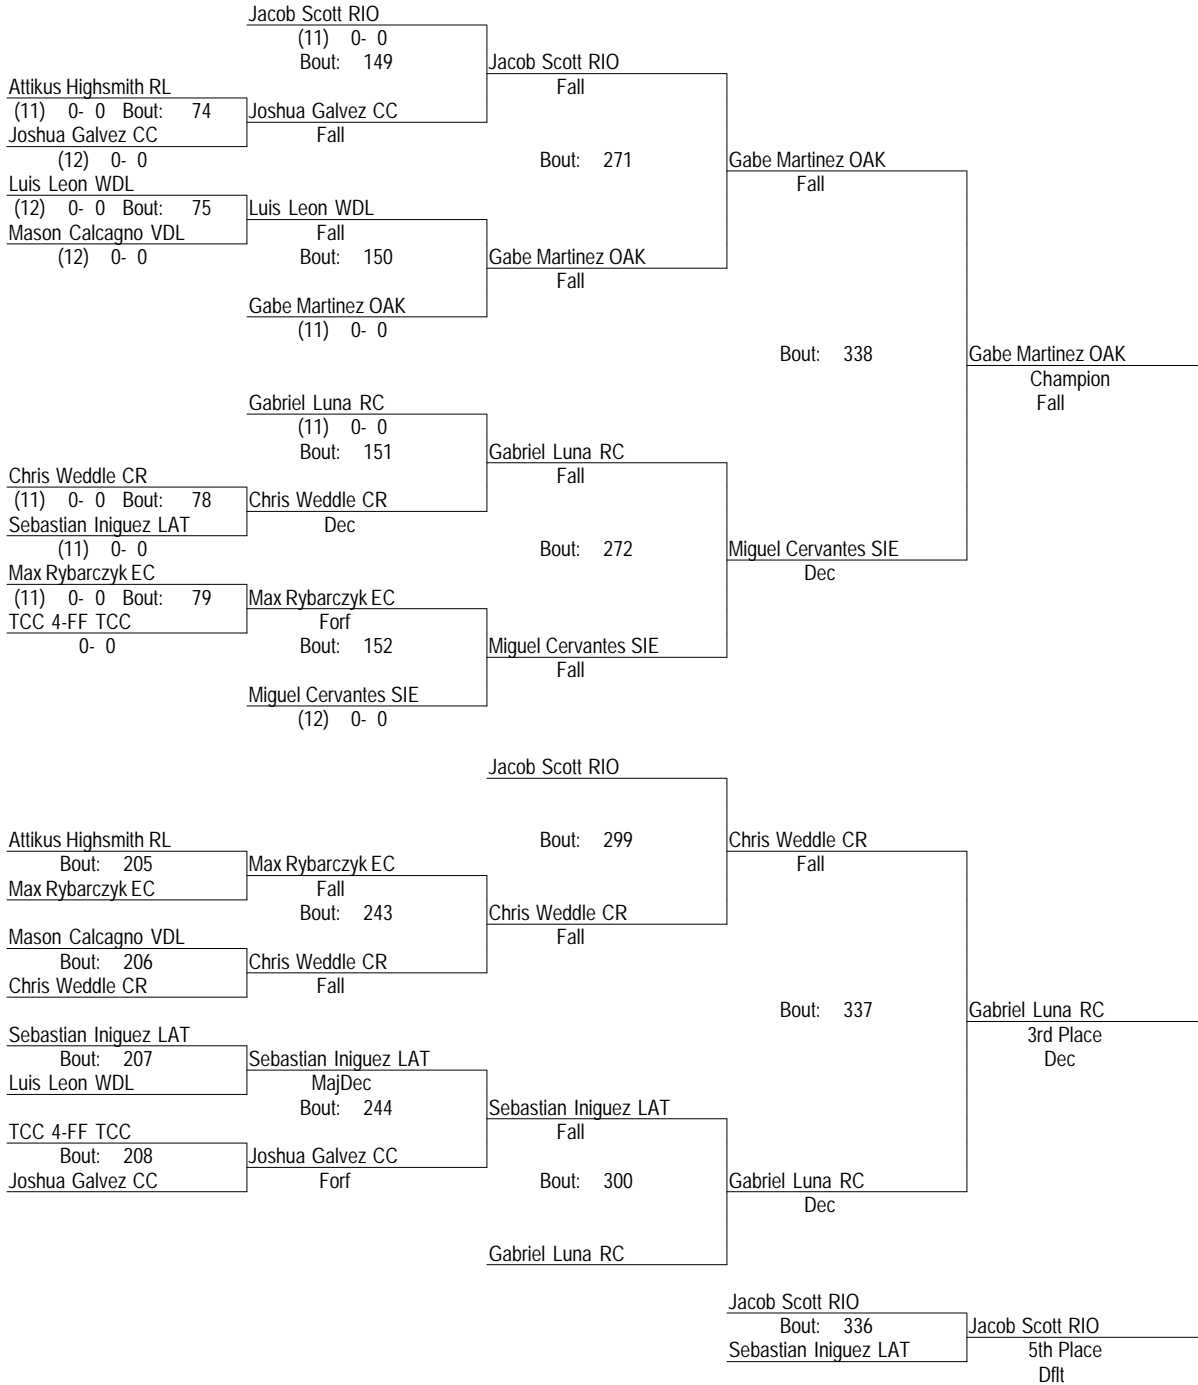 Jacob Scott RIO
(11) 0- 0
Bout: 149
Jacob Scott RIO
Fall
Attikus Highsmith RL
(11) 0- 0 Bout: 74
Joshua Galvez CC
Joshua Galvez CC
Fall
(12) 0- 0
Bout: 271
Gabe Martinez OAK
Fall
Luis Leon WDL
(12) 0- 0 Bout: 75
Luis Leon WDL
Mason Calcagno VDL
Fall
(12) 0- 0
Bout: 150
Gabe Martinez OAK
Fall
Gabe Martinez OAK
(11) 0- 0
Bout: 338
Gabe Martinez OAK
Champion
Fall
Gabriel Luna RC
(11) 0- 0
Bout: 151
Gabriel Luna RC
Fall
Chris Weddle CR
(11) 0- 0 Bout: 78
Chris Weddle CR
Sebastian Iniguez LAT
Dec
(11) 0- 0
Bout: 272
Miguel Cervantes SIE
Dec
Max Rybarczyk EC
(11) 0- 0 Bout: 79
Max Rybarczyk EC
TCC 4-FF TCC
Forf
0- 0
Bout: 152
Miguel Cervantes SIE
Fall
Miguel Cervantes SIE
(12) 0- 0
Jacob Scott RIO
Bout: 299
Chris Weddle CR
Fall
Attikus Highsmith RL
Bout: 205
Max Rybarczyk EC
Max Rybarczyk EC
Fall
Bout: 243
Chris Weddle CR
Fall
Mason Calcagno VDL
Bout: 206
Chris Weddle CR
Chris Weddle CR
Fall
Bout: 337
Gabriel Luna RC
3rd Place
Dec
Sebastian Iniguez LAT
Bout: 207
Sebastian Iniguez LAT
Luis Leon WDL
MajDec
Bout: 244
Sebastian Iniguez LAT
Fall
TCC 4-FF TCC
Bout: 208
Joshua Galvez CC
Joshua Galvez CC
Forf
Bout: 300
Gabriel Luna RC
Dec
Gabriel Luna RC
Jacob Scott RIO
Bout: 336
Jacob Scott RIO
Sebastian Iniguez LAT
5th Place
Dflt